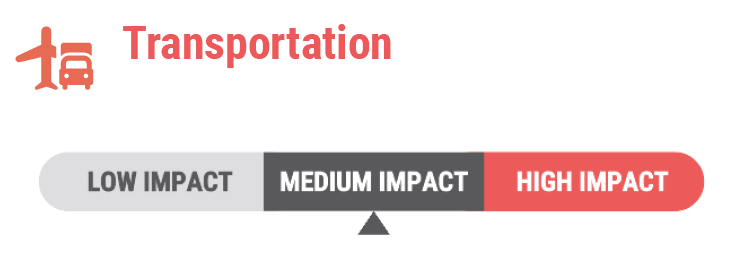 Transportation
LOW IMPACT MEDIUM IMPACT HIGH IMPACT